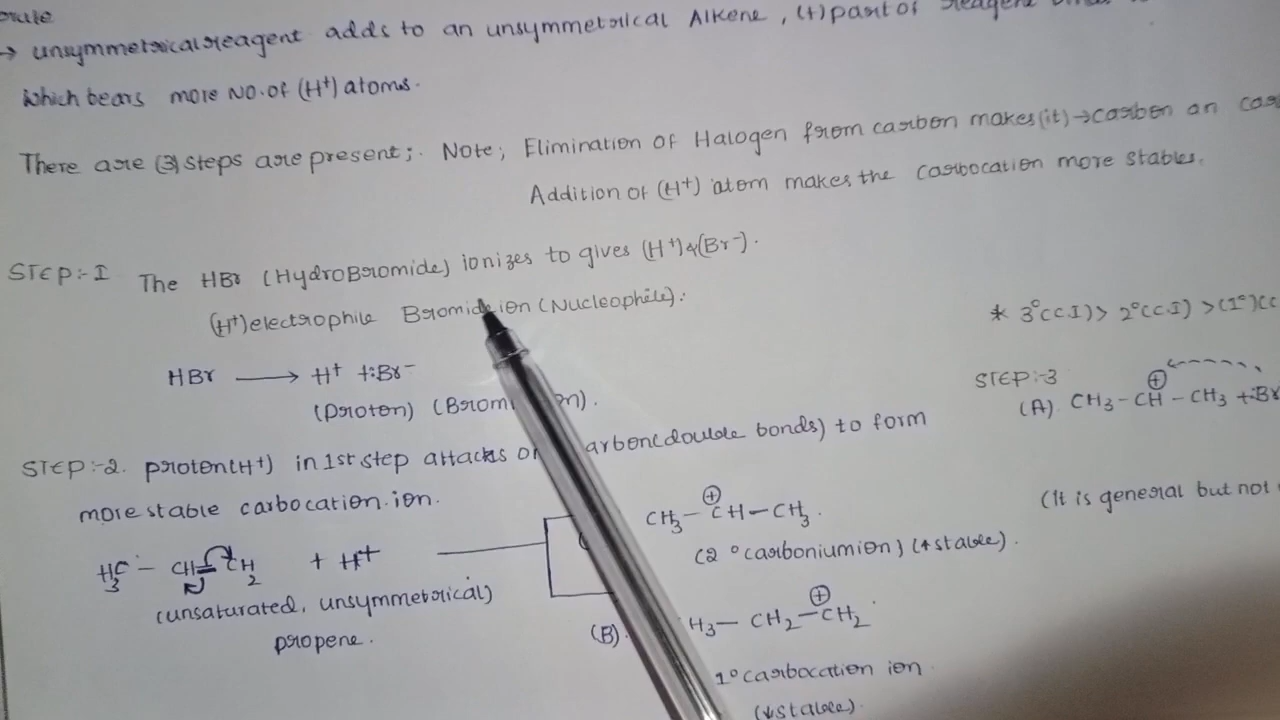 → unsymmetrical reagent adds to an unsymmetrical Alkene, (+) part of
which bears more NO. of (H⁺) atoms.
There are (3) steps are present;. Note; Elimination of Halogen from carbon makes (it) → carbon an
Addition of (H⁺) atom makes the carbocation more stables.
STEP:-I The HBr (HydroBromide) ionizes to gives (H⁺) & (Br⁻).
(H⁺) electrophile Bromide ion (Nucleophile):
HBr ⟶ H⁺ + :Br⁻
(proton)
STEP:-2. proton(H⁺) in 1st step attacks carbon(double bonds) to form
more stable carbocation.ion.
H₃C - CH=CH₂ + H⁺
(unsaturated, unsymmetrical)
propene.
CH₃-C⊕H-CH₃.
(2° carboniumion) (↑stable).
(B). H₃- CH₂-C⊕H₂.
1° carbocation ion
(↓stable).
* 3°(C.I) > 2°(C.I) > (1°)
STEP:-3
(A). CH₃-C⊕H-CH₃ + :Br
(It is general but not